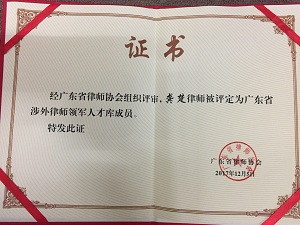 证书
经广东省律师协会组织评审，龚楚律师被评定为广东省
涉外律师领军人才库成员。
特发此证
广东省律师协会
2017年12月5日